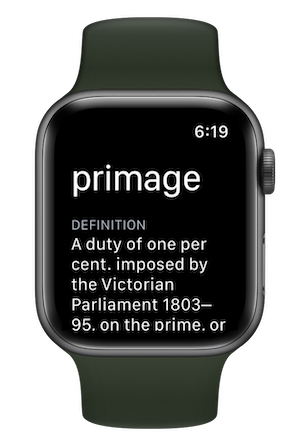 6:19
primage
DEFINITION
A duty of one per
cent. imposed by
the Victorian
Parliament 1893–
95, on the prime, or